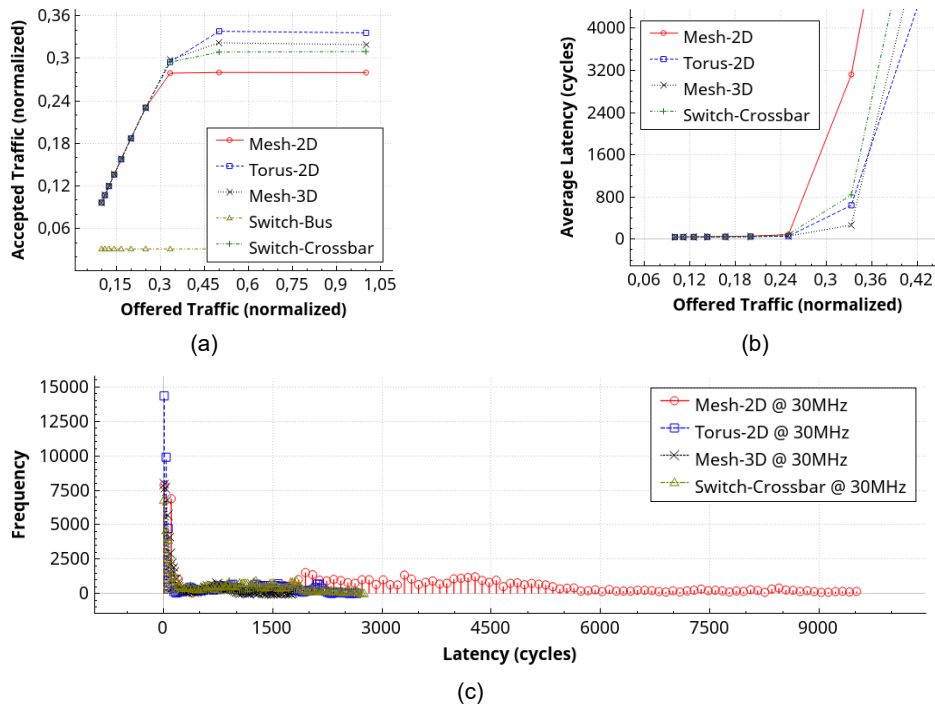 0,36
0,3
0,24
0,18
0,12
0,06
Accepted Traffic (normalized)
Mesh-2D
Torus-2D
Mesh-3D
Switch-Bus
Switch-Crossbar
0,15 0,3 0,45 0,6 0,75 0,9 1,05
Offered Traffic (normalized)
(a)
4000
3200
2400
1600
800
0
Average Latency (cycles)
Mesh-2D
Torus-2D
Mesh-3D
Switch-Crossbar
0,06 0,12 0,18 0,24 0,3 0,36 0,42
Offered Traffic (normalized)
(b)
15000
12500
10000
7500
5000
2500
0
Frequency
Mesh-2D @ 30MHz
Torus-2D @ 30MHz
Mesh-3D @ 30MHz
Switch-Crossbar @ 30MHz
0 1500 3000 4500 6000 7500 9000
Latency (cycles)
(c)